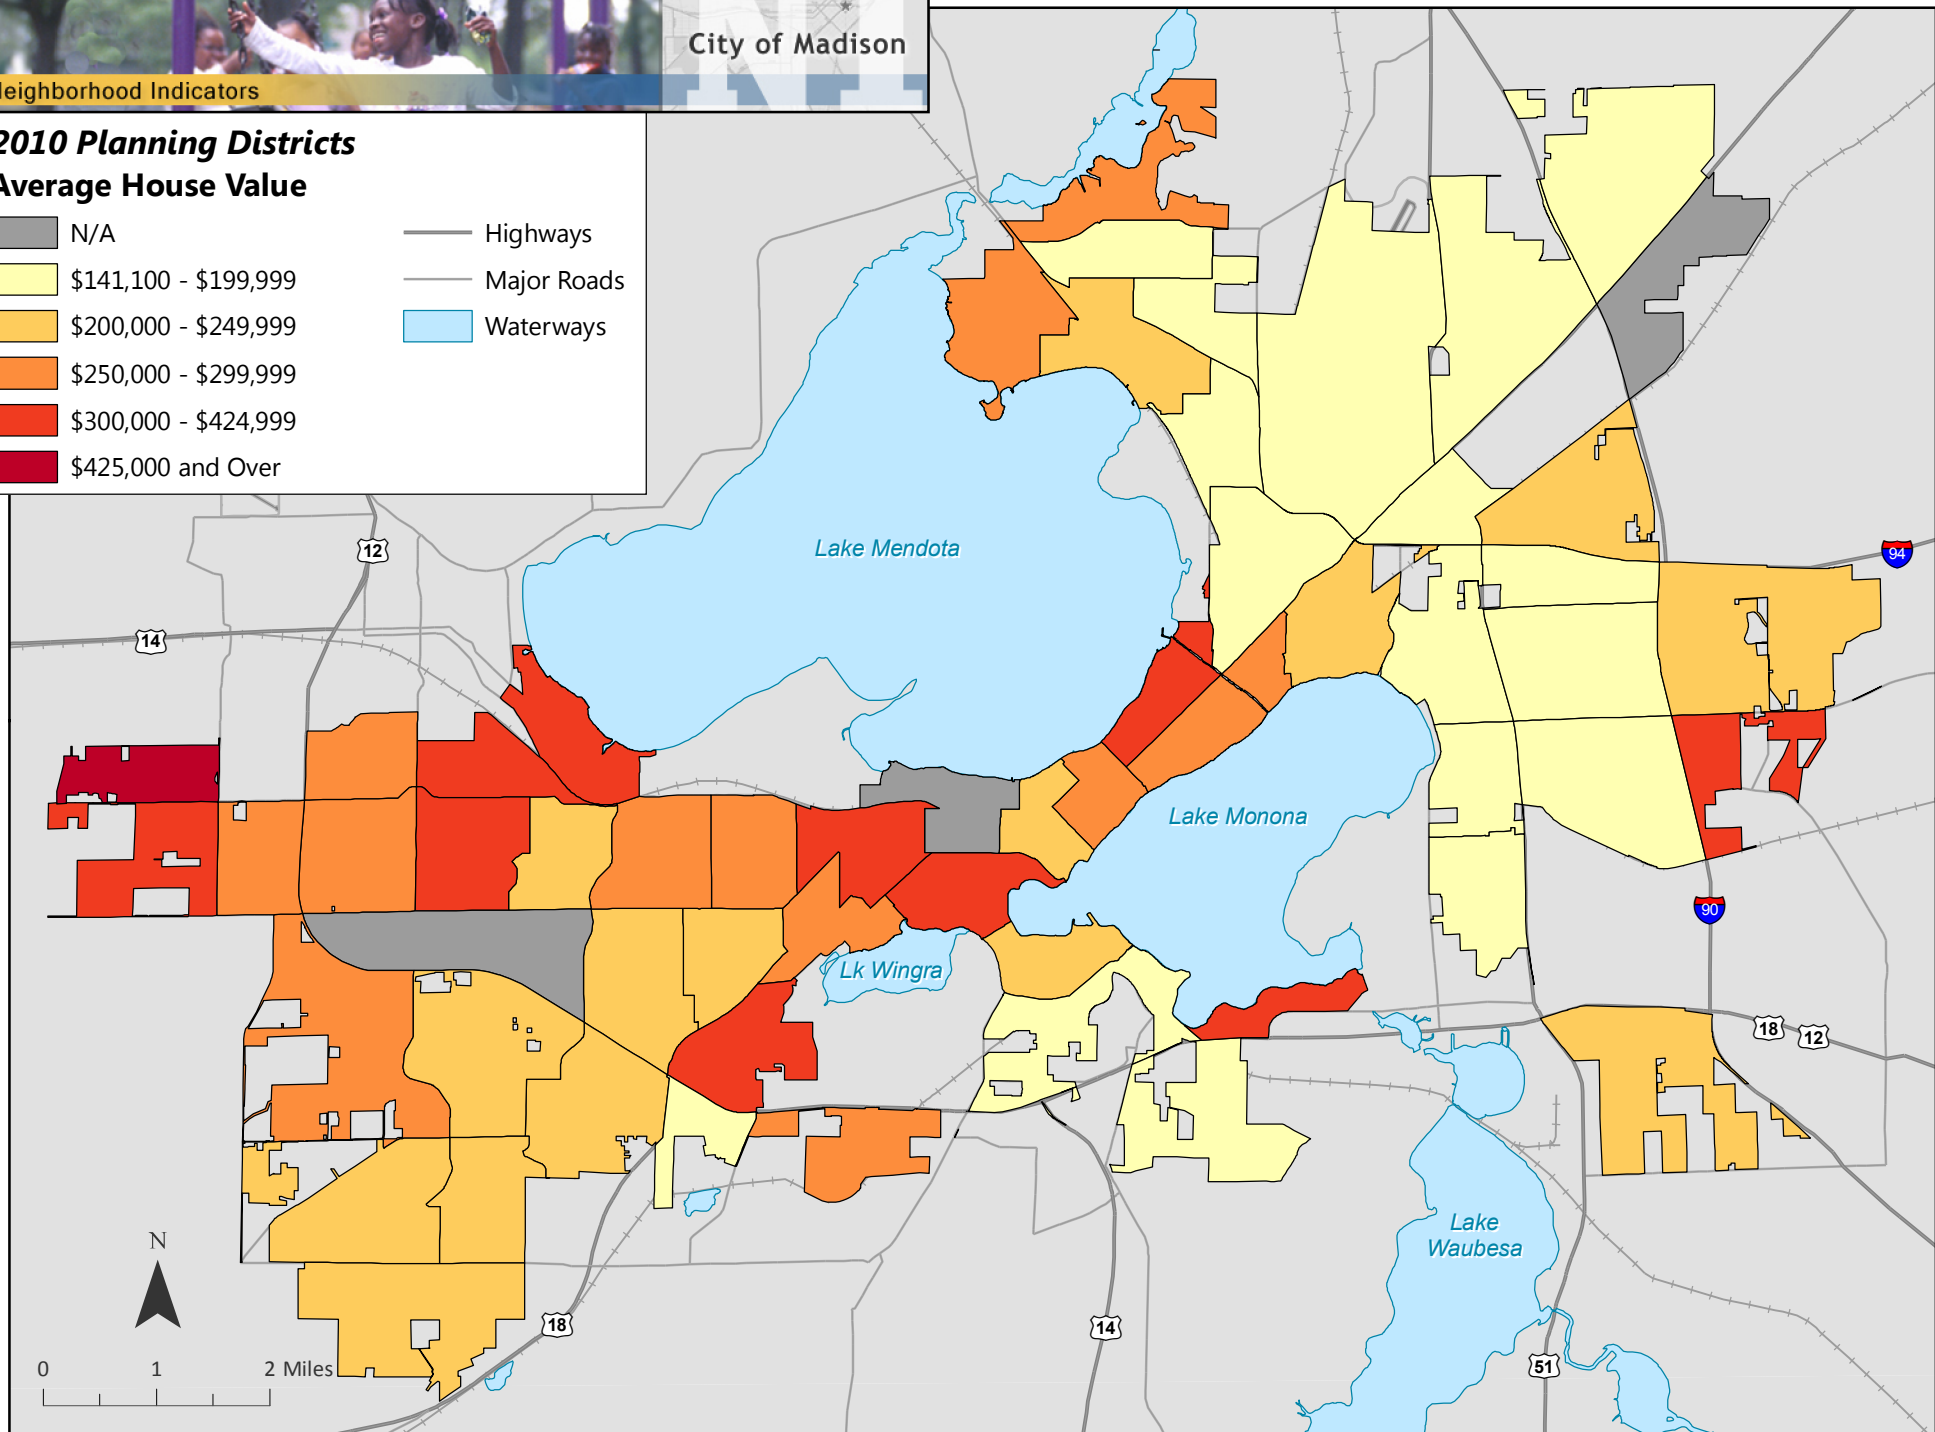 City of Madison
Neighborhood Indicators
2010 Planning Districts
Average House Value
N/A
$141,100 - $199,999
$200,000 - $249,999
$250,000 - $299,999
$300,000 - $424,999
$425,000 and Over
Highways
Major Roads
Waterways
12
14
94
Lake Mendota
Lake Monona
Lk Wingra
90
18
12
Lake
Waubesa
N
0 1 2 Miles
18
14
51